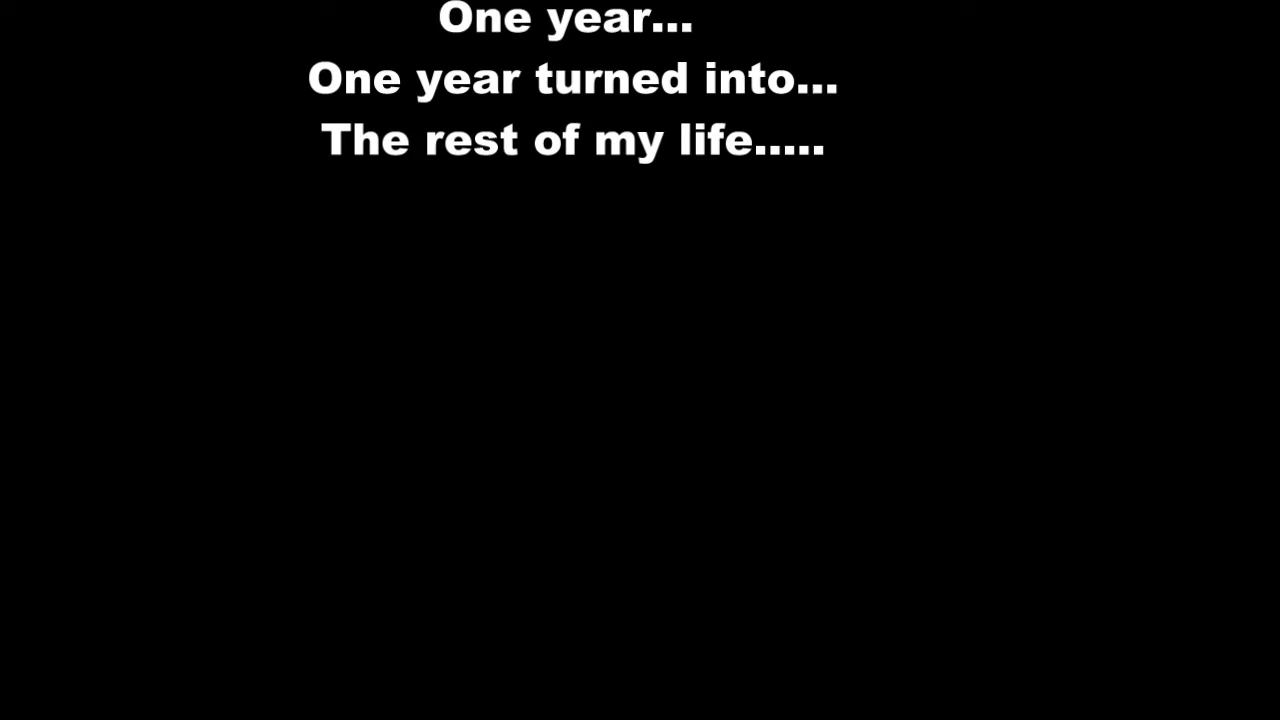 One year...
One year turned into...
The rest of my life.....